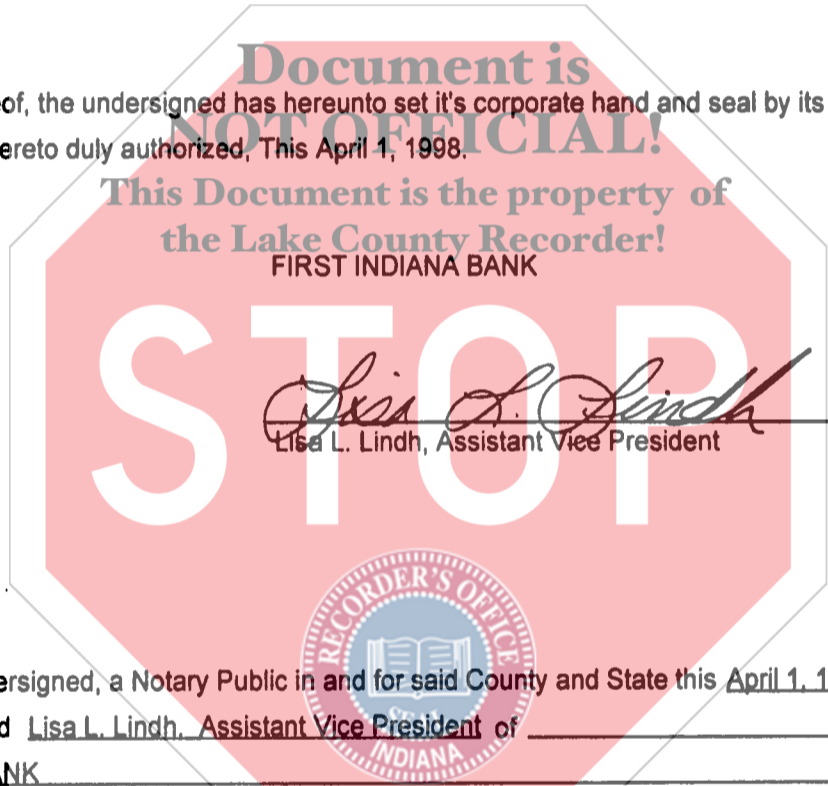 Document is
of, the undersigned has hereunto set it's corporate hand and seal by its
NOT OFFICIAL!
ereto duly authorized, This April 1, 1998.
This Document is the property of
the Lake County Recorder!
FIRST INDIANA BANK
STOP
Lisa L. Lindh
Lisa L. Lindh, Assistant Vice President
RECORDER'S OFFICE
ersigned, a Notary Public in and for said County and State this April 1, 1
d Lisa L. Lindh, Assistant Vice President of
SEAL
INDIANA
ANK